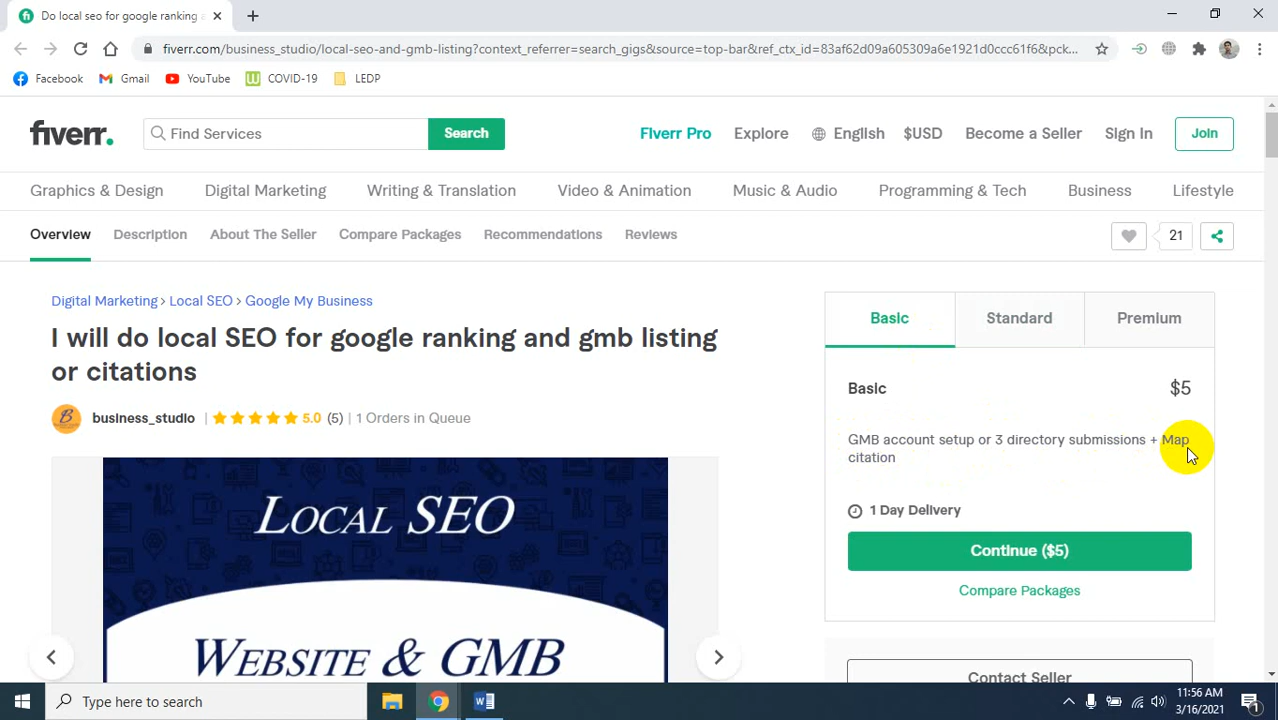 Do local seo for google ranking
fiverr.com/business_studio/local-seo-and-gmb-listing?context_referrer=search_gigs&source=top-bar&ref_ctx_id=83af62d09a605309a6e1921d0ccc61f6&pck...
Facebook Gmail YouTube COVID-19 LEDP
fiverr. Find Services Search Fiverr Pro Explore English $USD Become a Seller Sign In Join
Graphics & Design Digital Marketing Writing & Translation Video & Animation Music & Audio Programming & Tech Business Lifestyle
Overview Description About The Seller Compare Packages Recommendations Reviews 21
Digital Marketing > Local SEO > Google My Business
I will do local SEO for google ranking and gmb listing
or citations
business_studio | 5.0 (5) | 1 Orders in Queue
Local SEO
Website & GMB
Basic Standard Premium
Basic $5
GMB account setup or 3 directory submissions + Map
citation
1 Day Delivery
Continue ($5)
Compare Packages
Contact Seller
Type here to search
11:56 AM
3/16/2021